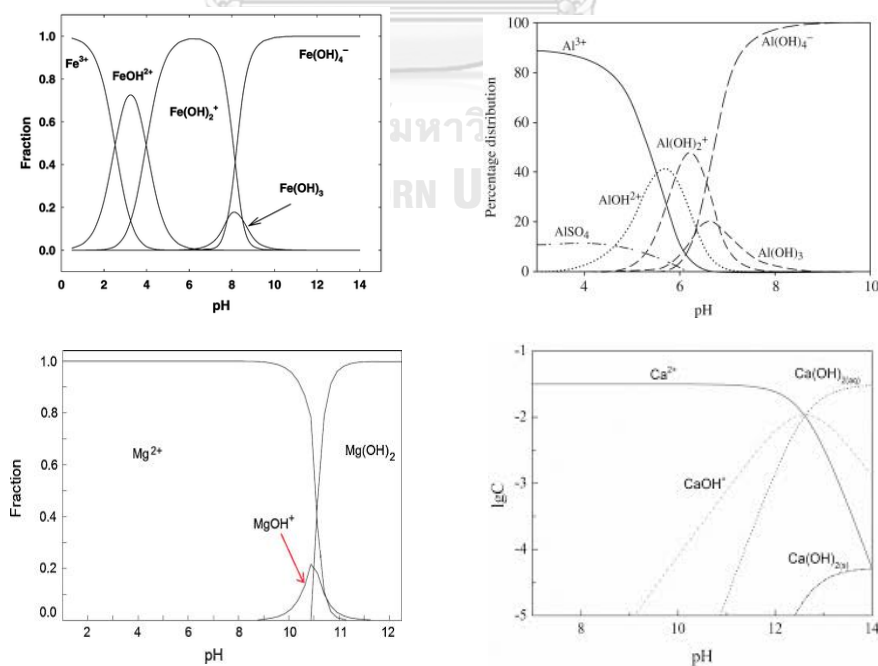 มหาวิ
RN U
1.0
0.8
0.6
0.4
0.2
0.0
Fraction
Fe³⁺
FeOH²⁺
Fe(OH)₂⁺
Fe(OH)₄⁻
Fe(OH)₃
0 2 4 6 8 10 12 14
pH
100
80
60
40
20
0
Percentage distribution
Al³⁺
Al(OH)₄⁻
Al(OH)₂⁺
AlOH²⁺
AlSO₄
Al(OH)₃
4 6 8 10
pH
1.0
0.8
0.6
0.4
0.2
0.0
Fraction
Mg²⁺
Mg(OH)₂
MgOH⁺
2 4 6 8 10 11 12
pH
-1
-2
-3
-4
-5
lgC
Ca²⁺
Ca(OH)₂₍ₐq₎
CaOH⁺
Ca(OH)₂₍ₛ₎
8 10 12 14
pH